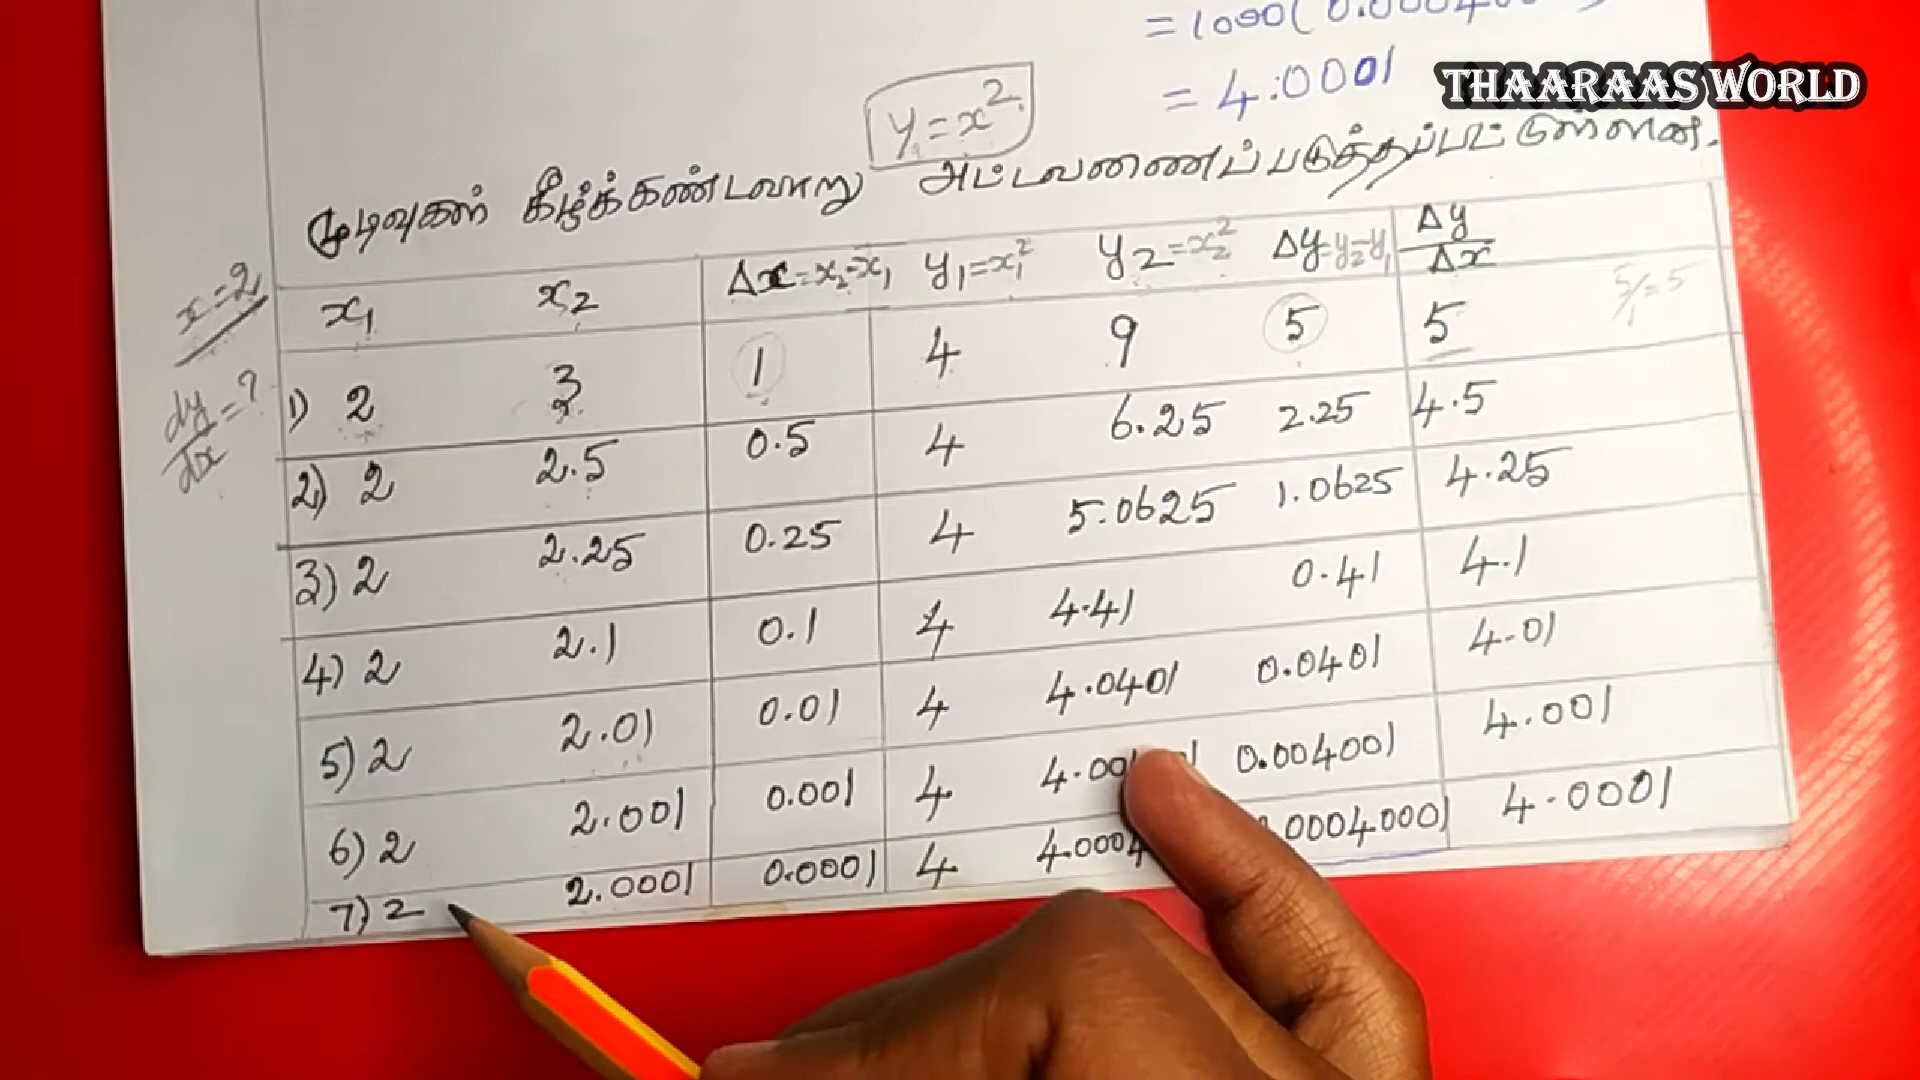 = 4.0001
THAARAAS WORLD
y = x²
முடிவுகள் கீழ்க்கண்டவாறு அட்டவணைப்படுத்தப்பட்டுள்ளன.
x=2
dy/dx = ?
x₁ x₂ Δx = x₂-x₁ y₁ = x₁² y₂ = x₂² Δy = y₂-y₁ Δy/Δx
1) 2 3 1 4 9 5 5 5/1 = 5
2) 2 2.5 0.5 4 6.25 2.25 4.5
3) 2 2.25 0.25 4 5.0625 1.0625 4.25
4) 2 2.1 0.1 4 4.41 0.41 4.1
5) 2 2.01 0.01 4 4.0401 0.0401 4.01
6) 2 2.001 0.001 4 0.004001 4.001
7) 2 2.0001 0.0001 4 4.0001